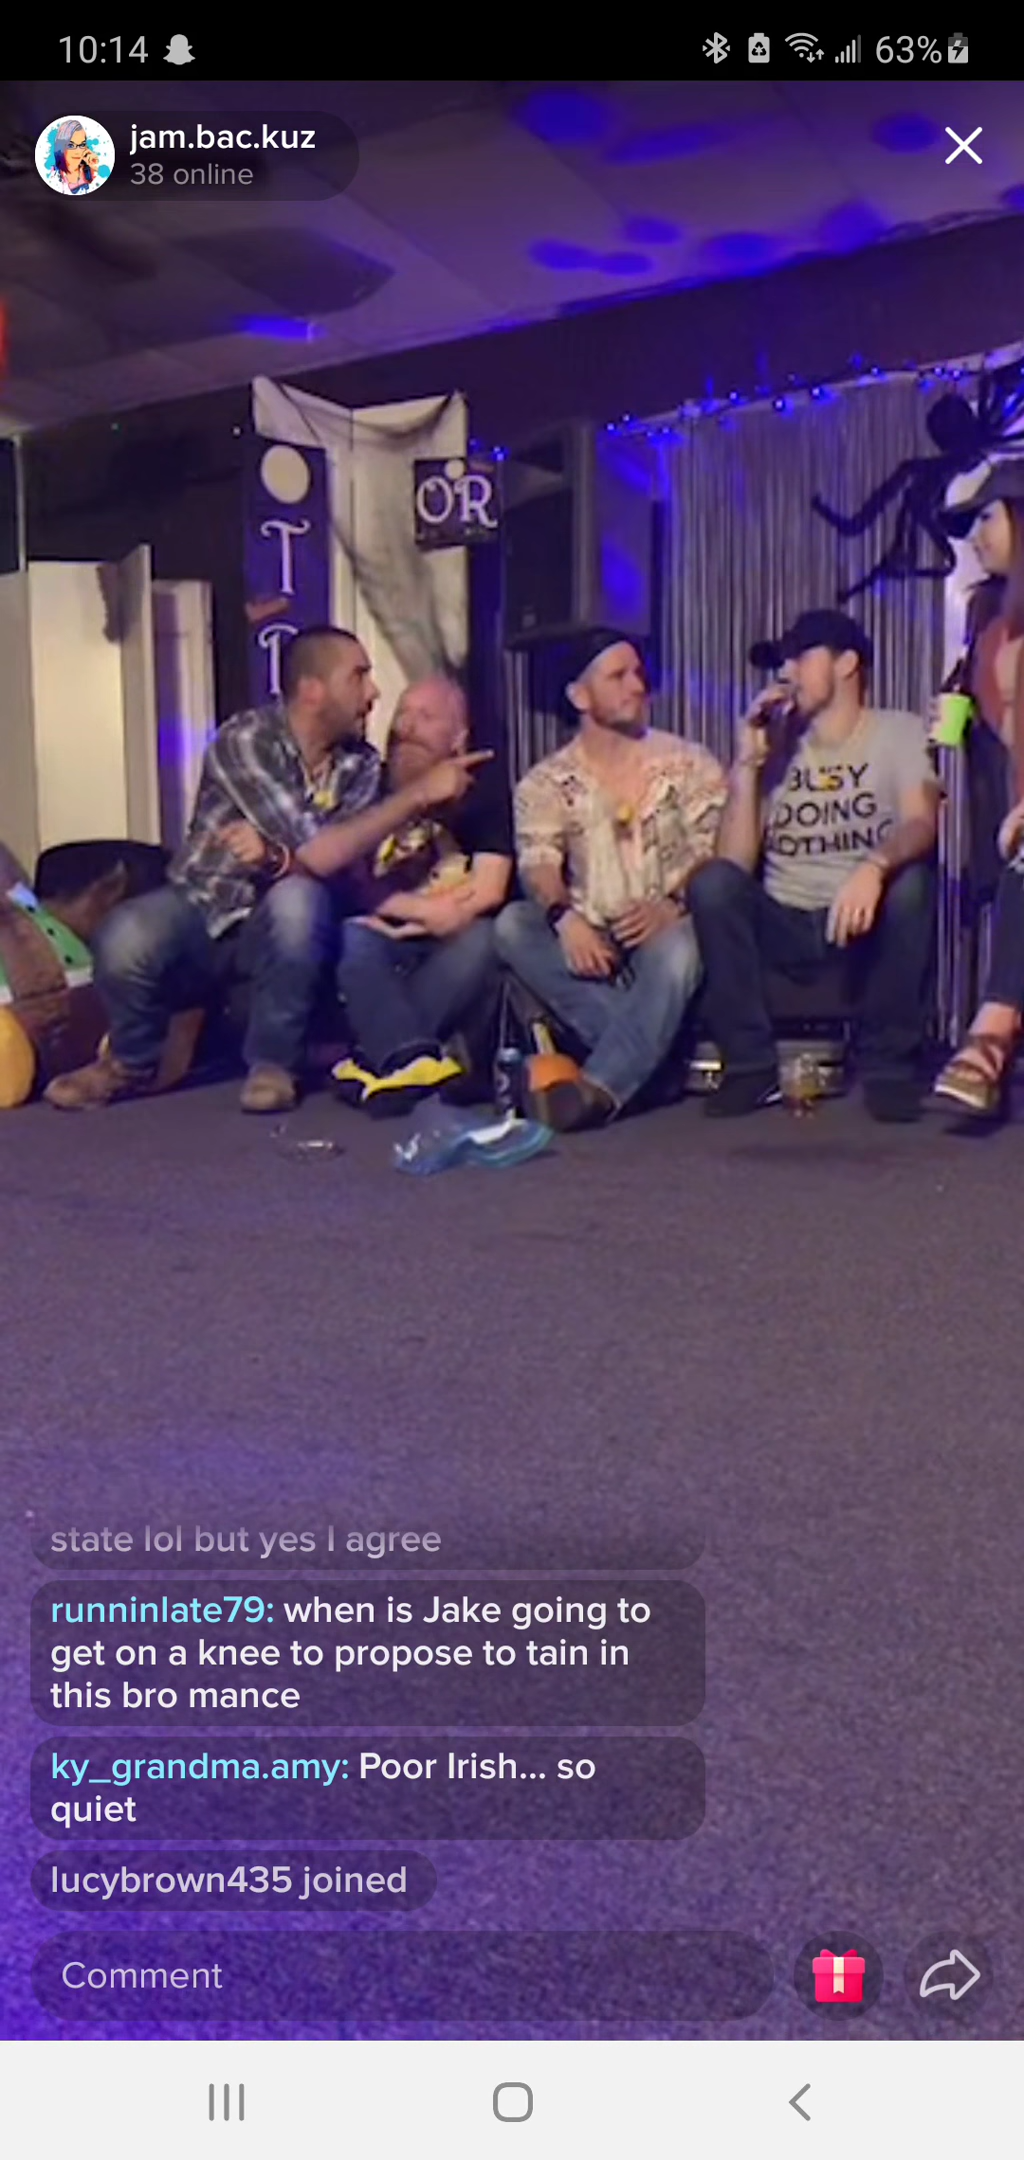 10:14
63%
jam.bac.kuz
38 online
OR
BUSY
DOING
NOTHING
state lol but yes I agree
runninlate79: when is Jake going to
get on a knee to propose to tain in
this bro mance
ky_grandma.amy: Poor Irish... so
quiet
lucybrown435 joined
Comment